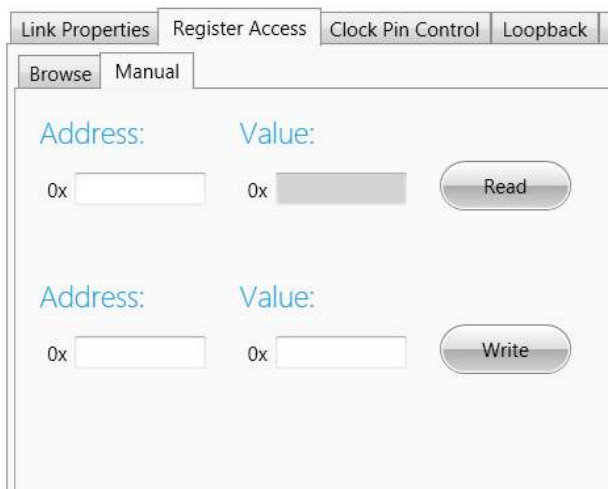 Link Properties Register Access Clock Pin Control Loopback
Browse Manual
Address: Value:
0x 0x Read
Address: Value:
0x 0x Write